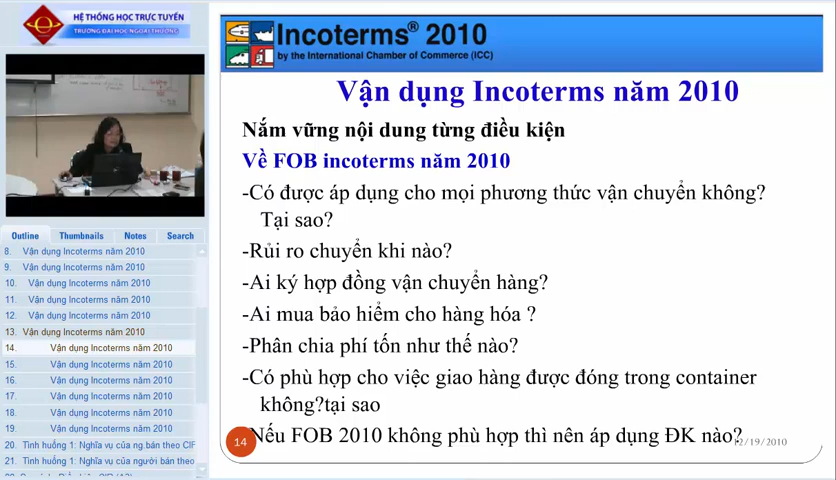 HỆ THỐNG HỌC TRỰC TUYẾN
TRƯỜNG ĐẠI HỌC NGOẠI THƯƠNG
Outline Thumbnails Notes Search
8. Vận dụng Incoterms năm 2010
9. Vận dụng Incoterms năm 2010
10. Vận dụng Incoterms năm 2010
11. Vận dụng Incoterms năm 2010
12. Vận dụng Incoterms năm 2010
13. Vận dụng Incoterms năm 2010
14. Vận dụng Incoterms năm 2010
15. Vận dụng Incoterms năm 2010
16. Vận dụng Incoterms năm 2010
17. Vận dụng Incoterms năm 2010
18. Vận dụng Incoterms năm 2010
19. Vận dụng Incoterms năm 2010
20. Tình huống 1: Nghĩa vụ của ng.bán theo CIF
21. Tình huống 1: Nghĩa vụ của người bán theo
Incoterms® 2010
by the International Chamber of Commerce (ICC)
Vận dụng Incoterms năm 2010
Nắm vững nội dung từng điều kiện
Về FOB incoterms năm 2010
-Có được áp dụng cho mọi phương thức vận chuyển không?
Tại sao?
-Rủi ro chuyển khi nào?
-Ai ký hợp đồng vận chuyển hàng?
-Ai mua bảo hiểm cho hàng hóa ?
-Phân chia phí tổn như thế nào?
-Có phù hợp cho việc giao hàng được đóng trong container
không?tại sao
Nếu FOB 2010 không phù hợp thì nên áp dụng ĐK nào?
14
12/19/2010